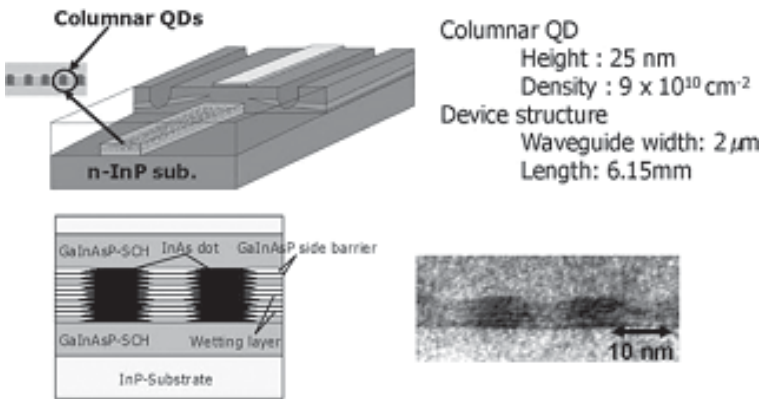 Columnar QDs
n-InP sub.
Columnar QD
Height : 25 nm
Density : 9 x 10¹⁰ cm⁻²
Device structure
Waveguide width: 2 μm
Length: 6.15mm
GaInAsP-SCH
InAs dot
GaInAsP side barrier
GaInAsP-SCH
Wetting layer
InP-Substrate
10 nm